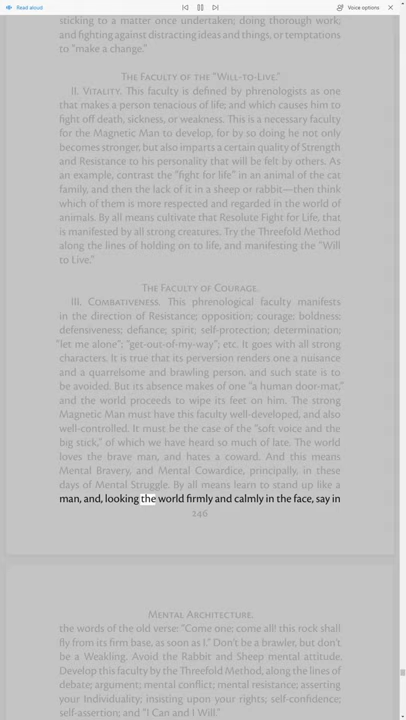 Read aloud
Voice options
sticking to a matter once undertaken; doing thorough work;
and fighting against distracting ideas and things, or temptations
to "make a change."
The Faculty of the "Will-to-Live."
II. Vitality. This faculty is defined by phrenologists as one
that makes a person tenacious of life; and which causes him to
fight off death, sickness, or weakness. This is a necessary faculty
for the Magnetic Man to develop, for by so doing he not only
becomes stronger, but also imparts a certain quality of Strength
and Resistance to his personality that will be felt by others. As
an example, contrast the "fight for life" in an animal of the cat
family, and then the lack of it in a sheep or rabbit—then think
which of them is more respected and regarded in the world of
animals. By all means cultivate that Resolute Fight for Life, that
is manifested by all strong creatures. Try the Threefold Method
along the lines of holding on to life, and manifesting the "Will
to Live."
The Faculty of Courage.
III. Combativeness. This phrenological faculty manifests
in the direction of Resistance; opposition; courage; boldness;
defensiveness; defiance; spirit; self-protection; determination;
"let me alone"; "get-out-of-my-way"; etc. It goes with all strong
characters. It is true that its perversion renders one a nuisance
and a quarrelsome and brawling person, and such state is to
be avoided. But its absence makes of one "a human door-mat,"
and the world proceeds to wipe its feet on him. The strong
Magnetic Man must have this faculty well-developed, and also
well-controlled. It must be the case of the "soft voice and the
big stick," of which we have heard so much of late. The world
loves the brave man, and hates a coward. And this means
Mental Bravery, and Mental Cowardice, principally, in these
days of Mental Struggle. By all means learn to stand up like a
man, and, looking the world firmly and calmly in the face, say in
246
Mental Architecture.
the words of the old verse: "Come one; come all! this rock shall
fly from its firm base, as soon as I." Don't be a brawler, but don't
be a Weakling. Avoid the Rabbit and Sheep mental attitude.
Develop this faculty by the Threefold Method, along the lines of
debate; argument; mental conflict; mental resistance; asserting
your Individuality; insisting upon your rights; self-confidence;
self-assertion; and "I Can and I Will."